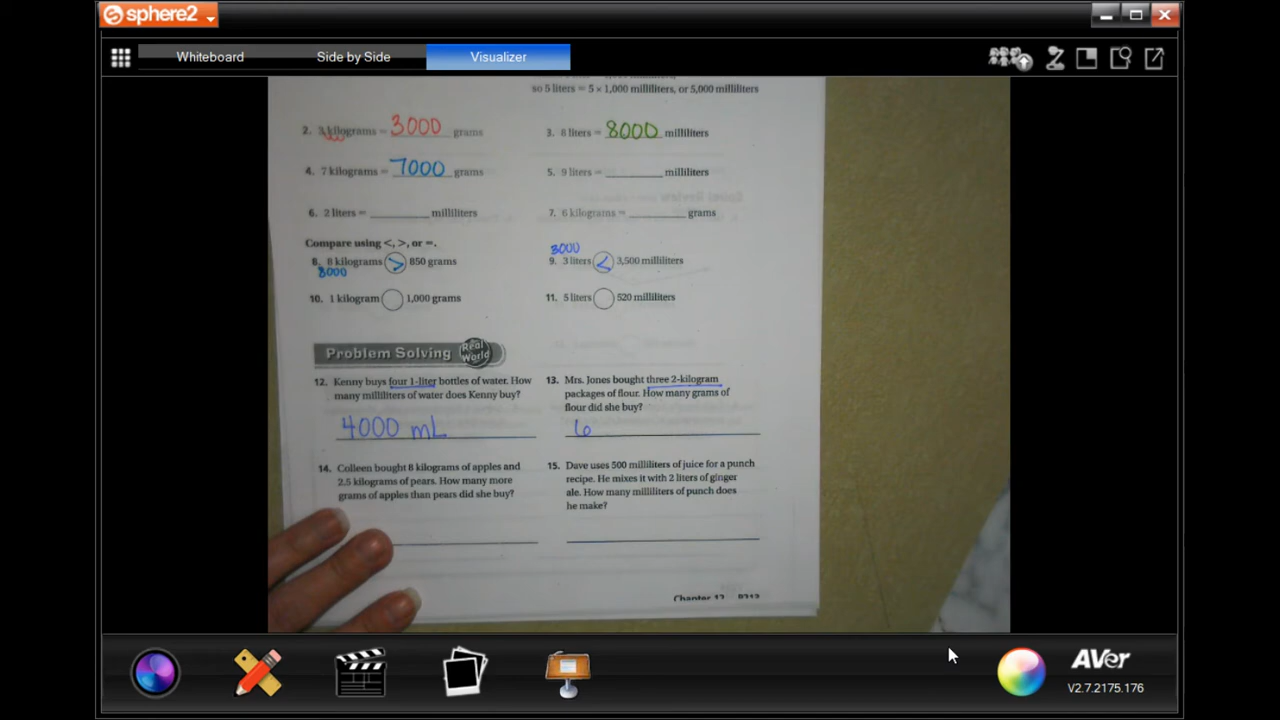 sphere2
Whiteboard Side by Side Visualizer
so 5 liters = 5 × 1,000 milliliters, or 5,000 milliliters
2. 3 kilograms = 3000 grams
3. 8 liters = 8000 milliliters
4. 7 kilograms = 7000 grams
5. 9 liters = ______ milliliters
6. 2 liters = ______ milliliters
7. 6 kilograms = ______ grams
Compare using <, >, or =.
8. 8 kilograms > 850 grams
8000
3000
9. 3 liters < 3,500 milliliters
10. 1 kilogram ◯ 1,000 grams
11. 5 liters ◯ 520 milliliters
Problem Solving Real
World
12. Kenny buys four 1-liter bottles of water. How
many milliliters of water does Kenny buy?
4000 mL
13. Mrs. Jones bought three 2-kilogram
packages of flour. How many grams of
flour did she buy?
6
14. Colleen bought 8 kilograms of apples and
2.5 kilograms of pears. How many more
grams of apples than pears did she buy?
15. Dave uses 500 milliliters of juice for a punch
recipe. He mixes it with 2 liters of ginger
ale. How many milliliters of punch does
he make?
Chapter 12
AVer
V2.7.2175.176